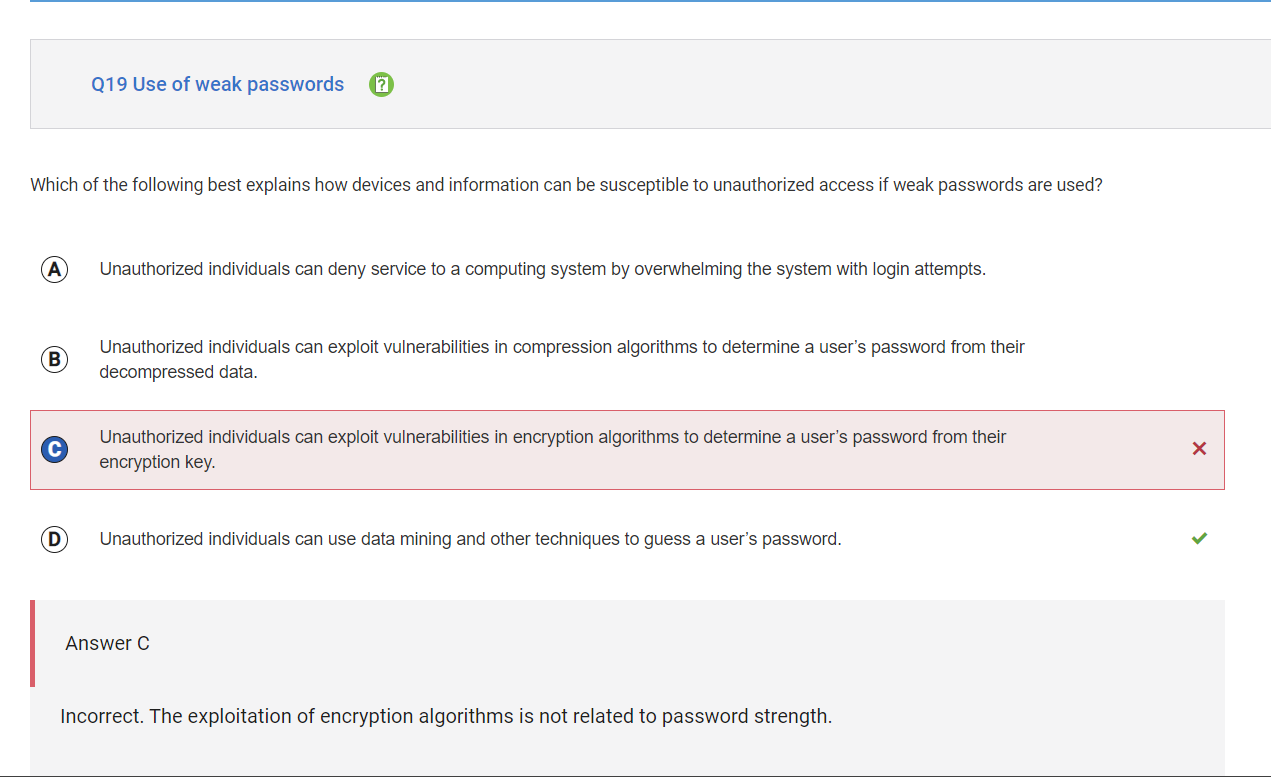 Q19 Use of weak passwords ?
Which of the following best explains how devices and information can be susceptible to unauthorized access if weak passwords are used?
A Unauthorized individuals can deny service to a computing system by overwhelming the system with login attempts.
B Unauthorized individuals can exploit vulnerabilities in compression algorithms to determine a user’s password from their
decompressed data.
C Unauthorized individuals can exploit vulnerabilities in encryption algorithms to determine a user’s password from their
encryption key.
D Unauthorized individuals can use data mining and other techniques to guess a user’s password.
Answer C
Incorrect. The exploitation of encryption algorithms is not related to password strength.